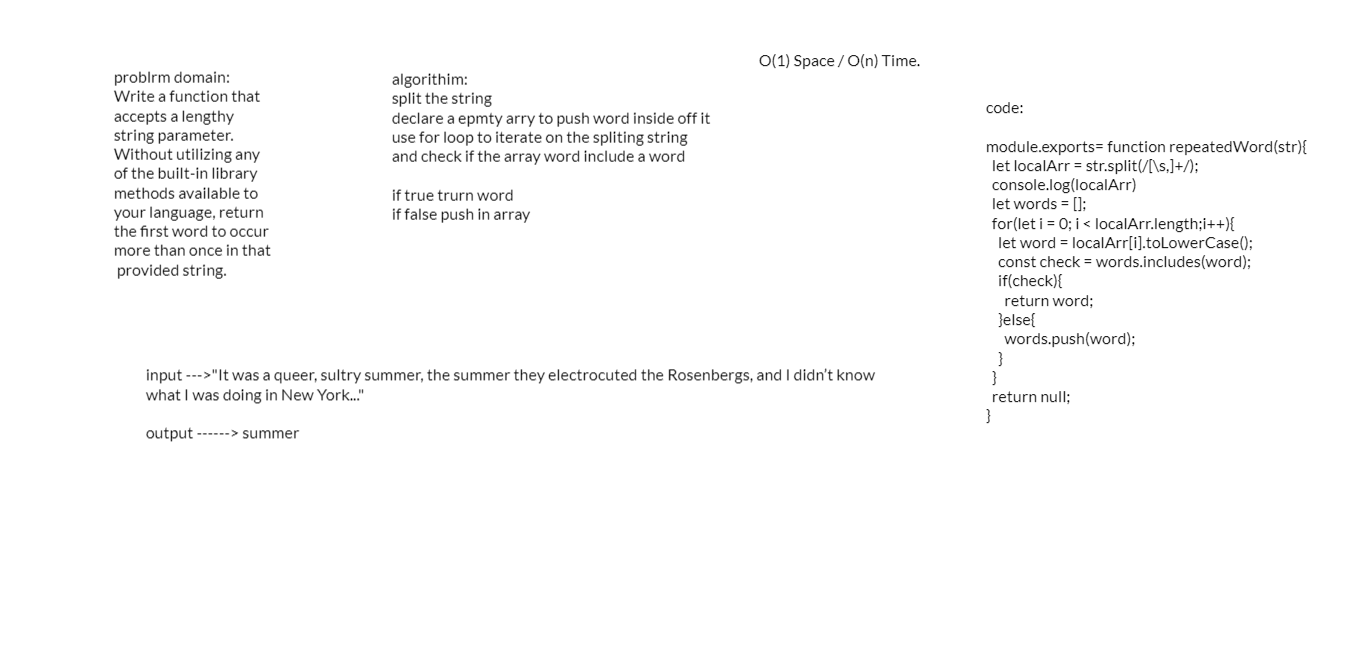 O(1) Space / O(n) Time.
problrm domain:
Write a function that
accepts a lengthy
string parameter.
Without utilizing any
of the built-in library
methods available to
your language, return
the first word to occur
more than once in that
provided string.
algorithim:
split the string
declare a epmty arry to push word inside off it
use for loop to iterate on the spliting string
and check if the array word include a word
if true trurn word
if false push in array
code:
module.exports= function repeatedWord(str){
let localArr = str.split(/[\s,]+/);
console.log(localArr)
let words = [];
for(let i = 0; i < localArr.length;i++){
let word = localArr[i].toLowerCase();
const check = words.includes(word);
if(check){
return word;
}else{
words.push(word);
}
}
return null;
}
input --->"It was a queer, sultry summer, the summer they electrocuted the Rosenbergs, and I didn’t know
what I was doing in New York..."
output ------> summer